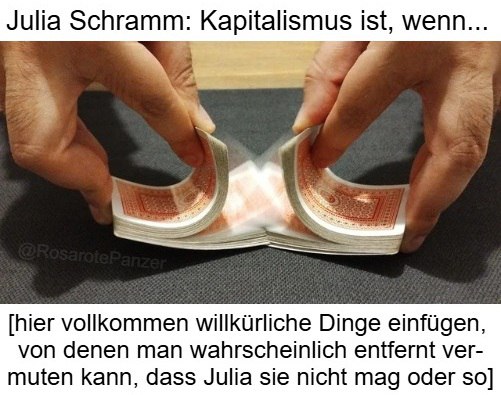 Julia Schramm: Kapitalismus ist, wenn...
@RosarotePanzer
[hier vollkommen willkürliche Dinge einfügen,
von denen man wahrscheinlich entfernt ver-
muten kann, dass Julia sie nicht mag oder so]